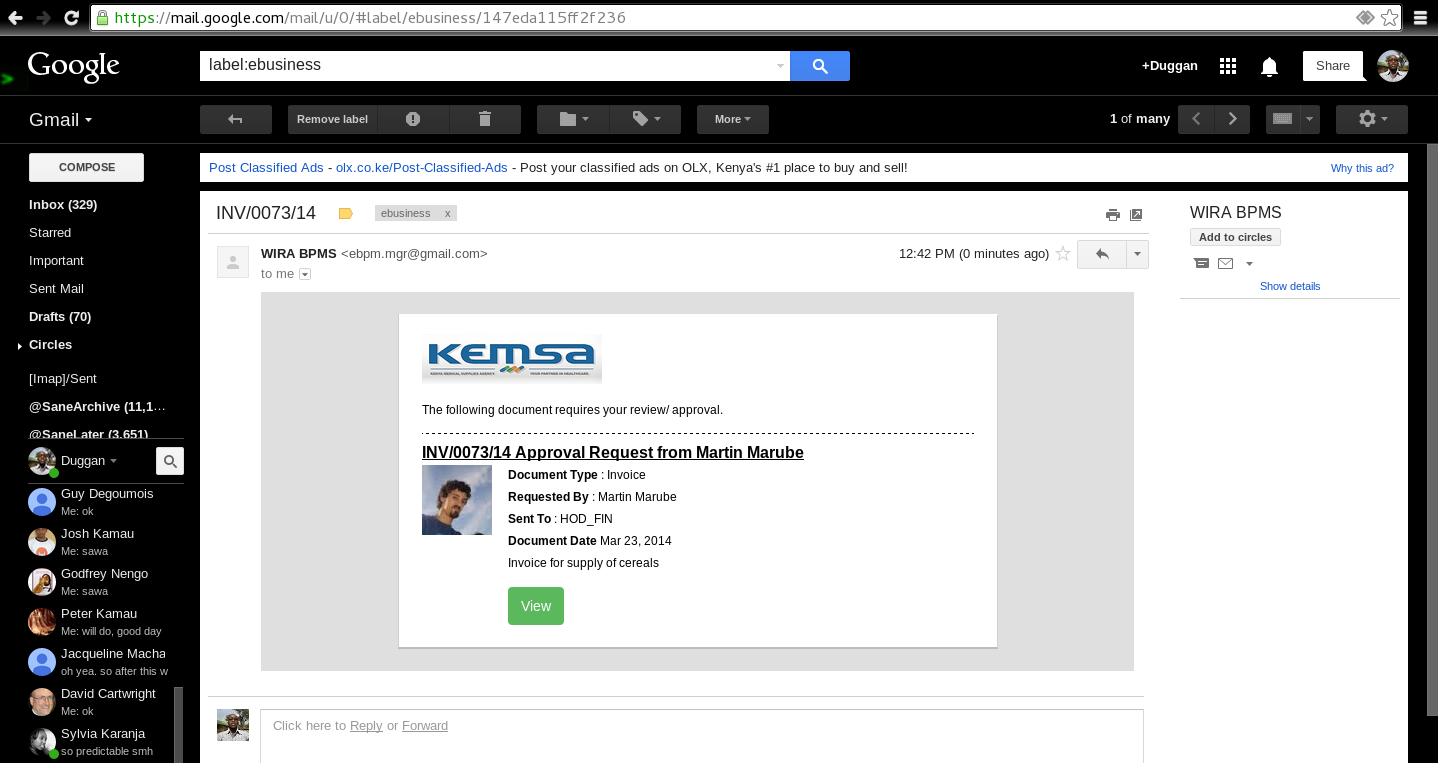 https://mail.google.com/mail/u/0/#label/ebusiness/147eda115ff2f236
Google
label:ebusiness
+Duggan
Share
Gmail
Remove label
More
1 of many
COMPOSE
Post Classified Ads - olx.co.ke/Post-Classified-Ads - Post your classified ads on OLX, Kenya's #1 place to buy and sell!
Why this ad?
Inbox (329)
Starred
Important
Sent Mail
Drafts (70)
Circles
[Imap]/Sent
@SaneArchive (11,1…
@SaneLater (3,651)
Duggan
Guy Degoumois
Me: ok
Josh Kamau
Me: sawa
Godfrey Nengo
Me: sawa
Peter Kamau
Me: will do, good day
Jacqueline Macha
oh yea. so after this w
David Cartwright
Me: ok
Sylvia Karanja
so predictable smh
INV/0073/14
ebusiness x
WIRA BPMS <ebpm.mgr@gmail.com>
12:42 PM (0 minutes ago)
to me
KEMSA
KENYA MEDICAL SUPPLIES AGENCY
YOUR PARTNER IN HEALTHCARE.
The following document requires your review/ approval.
INV/0073/14 Approval Request from Martin Marube
Document Type : Invoice
Requested By : Martin Marube
Sent To : HOD_FIN
Document Date Mar 23, 2014
Invoice for supply of cereals
View
Click here to Reply or Forward
WIRA BPMS
Add to circles
Show details